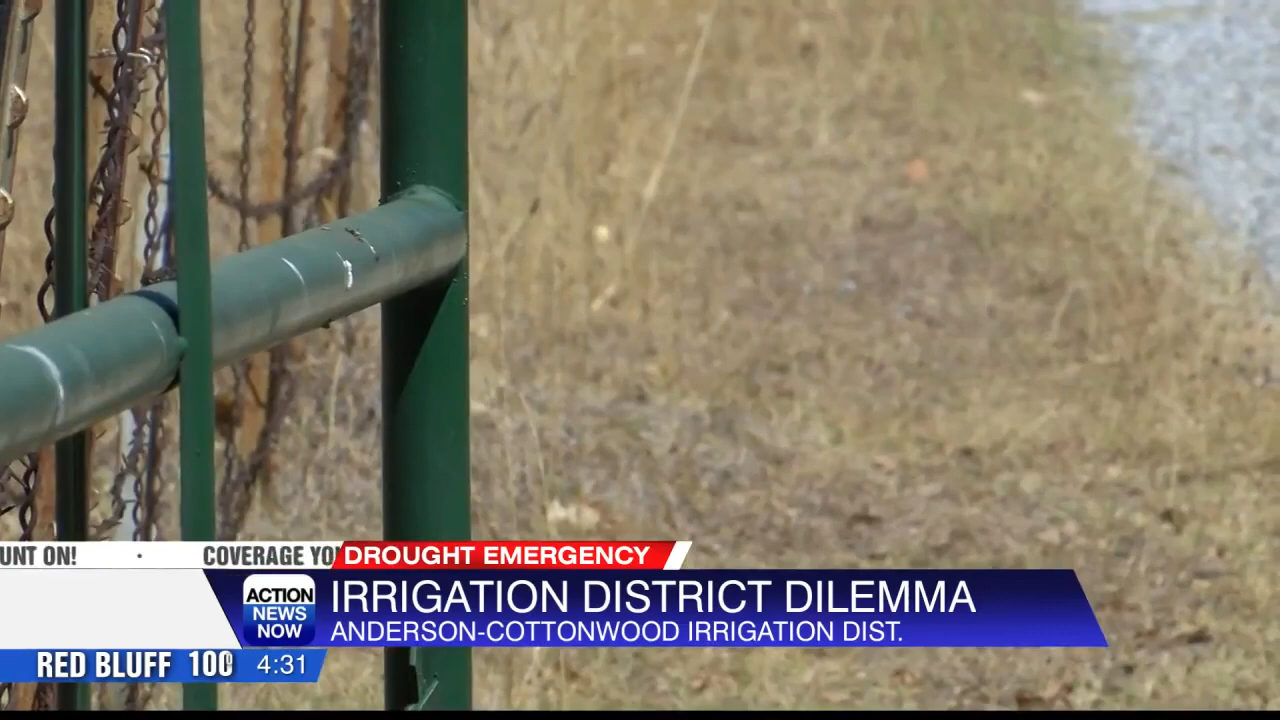 UNT ON! · COVERAGE YO
DROUGHT EMERGENCY
ACTION
NEWS
NOW
IRRIGATION DISTRICT DILEMMA
ANDERSON-COTTONWOOD IRRIGATION DIST.
RED BLUFF 100 4:31